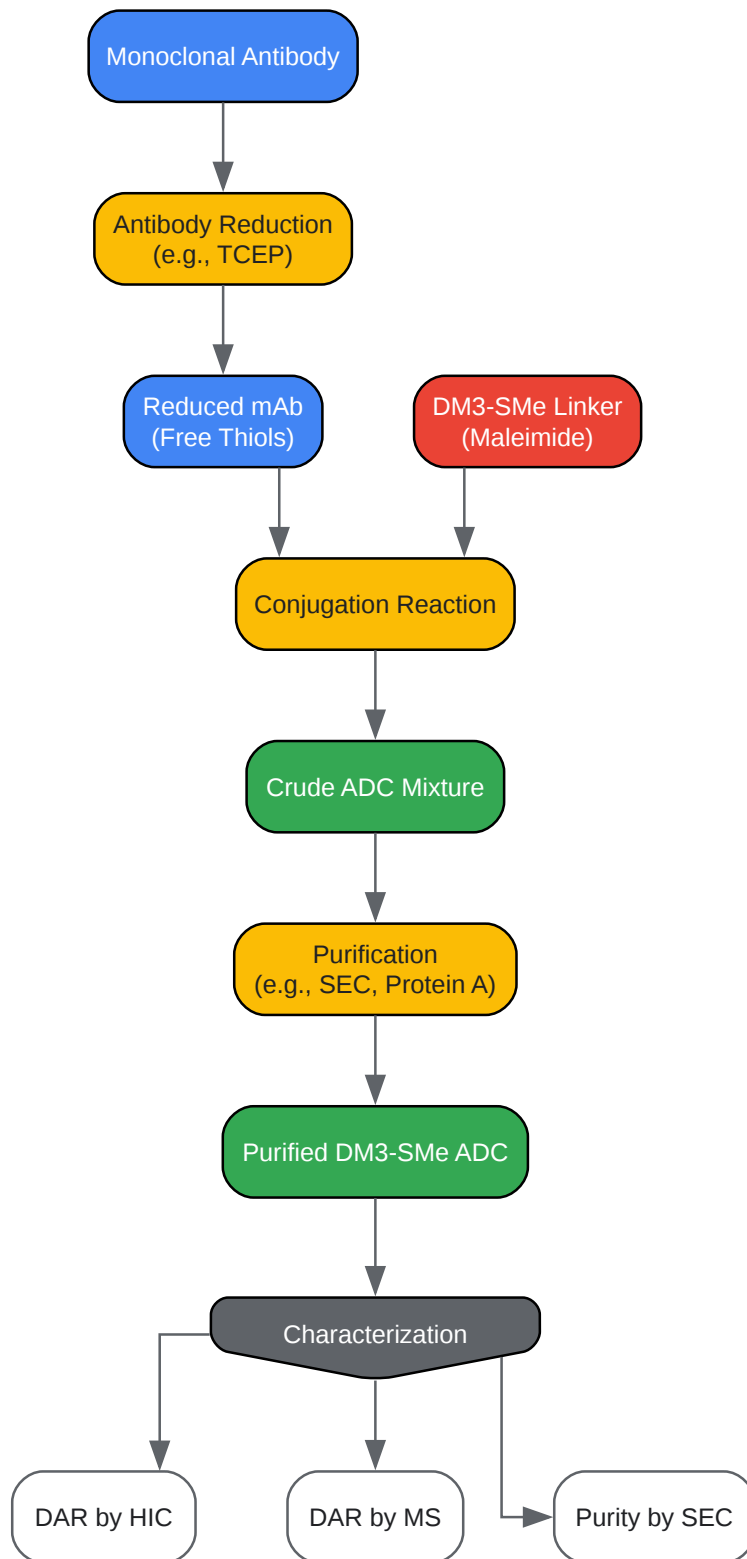 Monoclonal Antibody
Antibody Reduction
(e.g., TCEP)
Reduced mAb
(Free Thiols)
DM3-SMe Linker
(Maleimide)
Conjugation Reaction
Crude ADC Mixture
Purification
(e.g., SEC, Protein A)
Purified DM3-SMe ADC
Characterization
DAR by HIC
DAR by MS
Purity by SEC